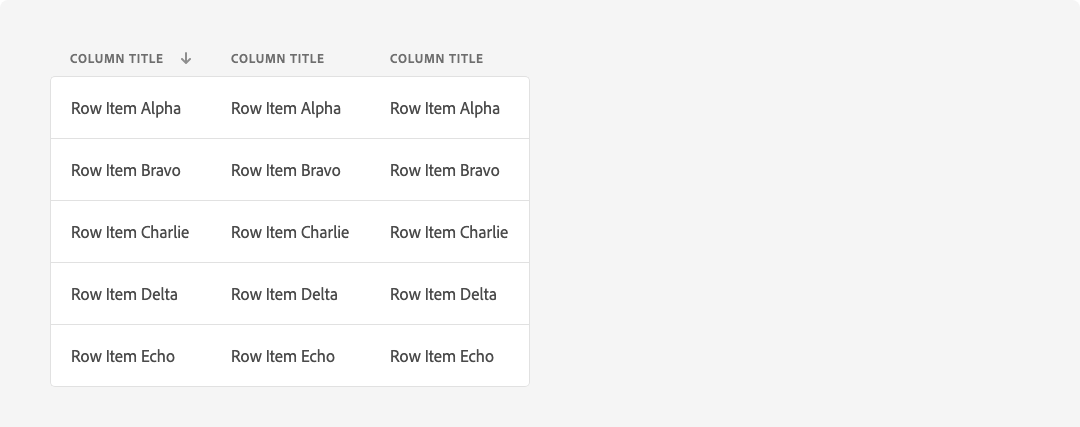 COLUMN TITLE COLUMN TITLE COLUMN TITLE
Row Item Alpha Row Item Alpha Row Item Alpha
Row Item Bravo Row Item Bravo Row Item Bravo
Row Item Charlie Row Item Charlie Row Item Charlie
Row Item Delta Row Item Delta Row Item Delta
Row Item Echo Row Item Echo Row Item Echo